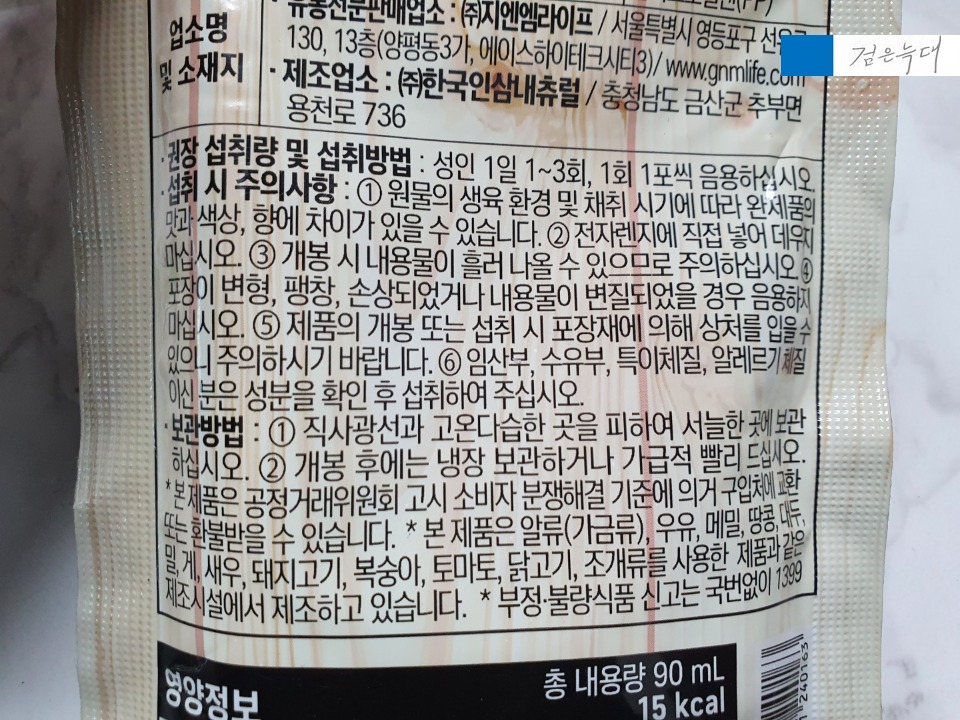 · 유통전문판매업소 : ㈜지엔엠라이프 / 서울특별시 영등포구
업소명
및 소재지
130, 13층(양평동3가, 에이스하이테크시티3)/ www.gnmlife.com
· 제조업소 : ㈜한국인삼내츄럴 / 충청남도 금산군 추부면
용천로 736
검은늑대
· 권장 섭취량 및 섭취방법 : 성인 1일 1~3회, 1회 1포씩 음용하십시오.
· 섭취 시 주의사항 : ① 원물의 생육 환경 및 채취 시기에 따라 완제품의
맛과 색상, 향에 차이가 있을 수 있습니다. ② 전자렌지에 직접 넣어 데우지
마십시오. ③ 개봉 시 내용물이 흘러 나올 수 있으므로 주의하십시오. ④
포장이 변형, 팽창, 손상되었거나 내용물이 변질되었을 경우 음용하지
마십시오. ⑤ 제품의 개봉 또는 섭취 시 포장재에 의해 상처를 입을 수
있으니 주의하시기 바랍니다. ⑥ 임산부, 수유부, 특이체질, 알레르기 체질
이신 분은 성분을 확인 후 섭취하여 주십시오.
· 보관방법 : ① 직사광선과 고온다습한 곳을 피하여 서늘한 곳에 보관
하십시오. ② 개봉 후에는 냉장 보관하거나 가급적 빨리 드십시오.
* 본 제품은 공정거래위원회 고시 소비자 분쟁해결 기준에 의거 구입처에 교환
또는 환불받을 수 있습니다. * 본 제품은 알류(가금류), 우유, 메밀, 땅콩, 대두,
밀, 게, 새우, 돼지고기, 복숭아, 토마토, 닭고기, 조개류를 사용한 제품과 같은
제조시설에서 제조하고 있습니다. * 부정·불량식품 신고는 국번없이 1399
영양정보
총 내용량 90 mL
15 kcal
240163